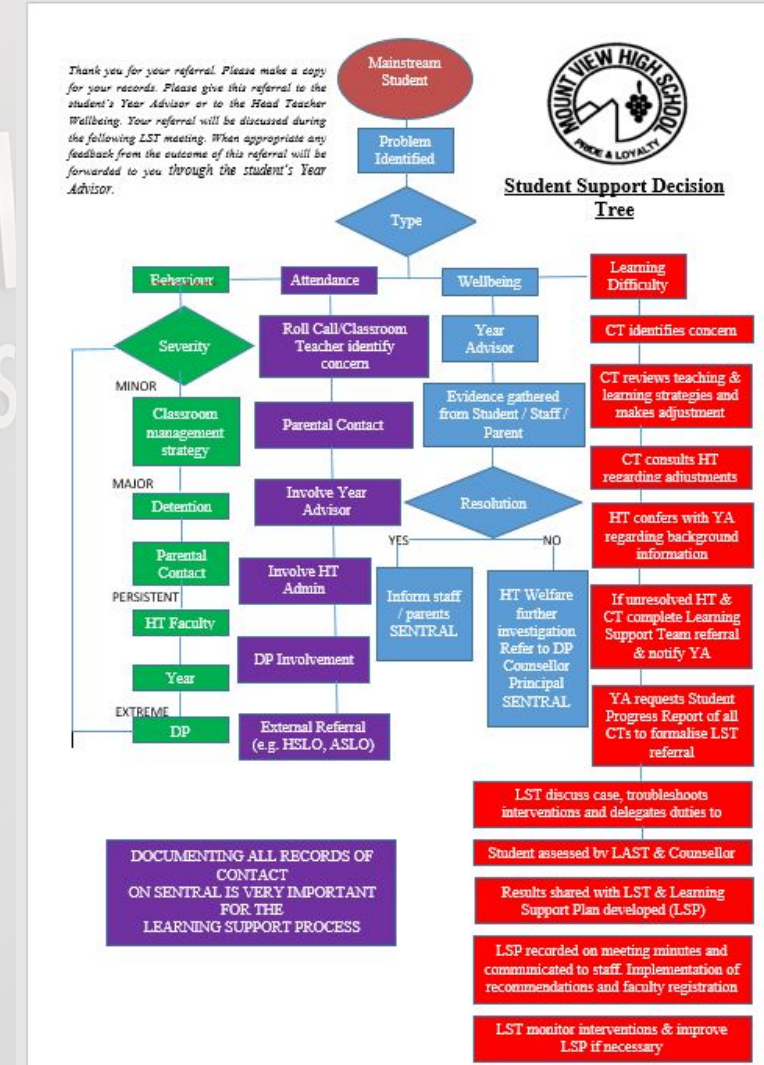 Thank you for your referral. Please make a copy
for your records. Please give this referral to the
student's Year Advisor or to the Head Teacher
Wellbeing. Your referral will be discussed during
the following LST meeting. When appropriate any
feedback from the outcome of this referral will be
forwarded to you through the student's Year
Advisor.
Mainstream
Student
MOUNT VIEW HIGH SCHOOL
PRIDE & LOYALTY
Student Support Decision
Tree
Problem
Identified
Type
Behaviour
Severity
MINOR
Classroom
management
strategy
MAJOR
Detention
Parental
Contact
PERSISTENT
HT Faculty
Year
EXTREME
DP
Attendance
Roll Call/Classroom
Teacher identify
concern
Parental Contact
Involve Year
Advisor
Involve HT
Admin
DP Involvement
External Referral
(e.g. HSLO, ASLO)
Wellbeing
Year
Advisor
Evidence gathered
from Student / Staff /
Parent
Resolution
YES
NO
Inform staff
/ parents
SENTRAL
HT Welfare
further
investigation
Refer to DP
Counsellor
Principal
SENTRAL
Learning
Difficulty
CT identifies concern
CT reviews teaching &
learning strategies and
makes adjustment
CT consults HT
regarding adjustments
HT confers with YA
regarding background
information
If unresolved HT &
CT complete Learning
Support Team referral
& notify YA
YA requests Student
Progress Report of all
CTs to formalise LST
referral
LST discuss case, troubleshoots
interventions and delegates duties to
Student assessed by LAST & Counsellor
Results shared with LST & Learning
Support Plan developed (LSP)
LSP recorded on meeting minutes and
communicated to staff. Implementation of
recommendations and faculty registration
LST monitor interventions & improve
LSP if necessary
DOCUMENTING ALL RECORDS OF
CONTACT
ON SENTRAL IS VERY IMPORTANT
FOR THE
LEARNING SUPPORT PROCESS